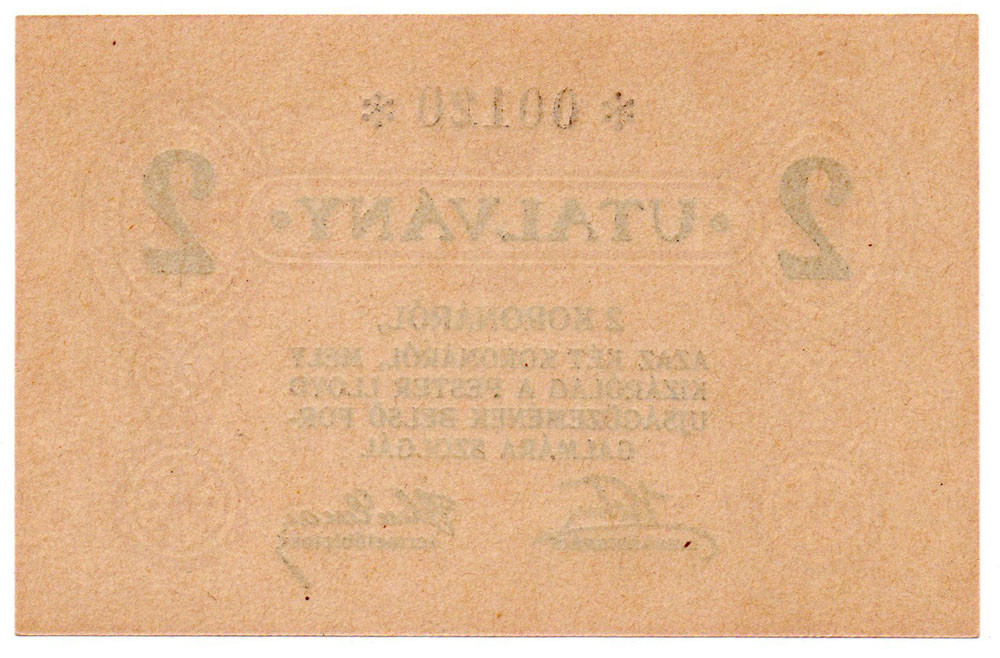 * 00120 *
2 · UTALVÁNY · 2
2 KORONÁRÓL,
AZAZ KÉT KORONÁRÓL, MELY
KIZÁRÓLAG A PESTER LLOYD
UJSÁGÜZEMÉNEK BELSŐ FOR-
GALMÁRA SZOLGÁL